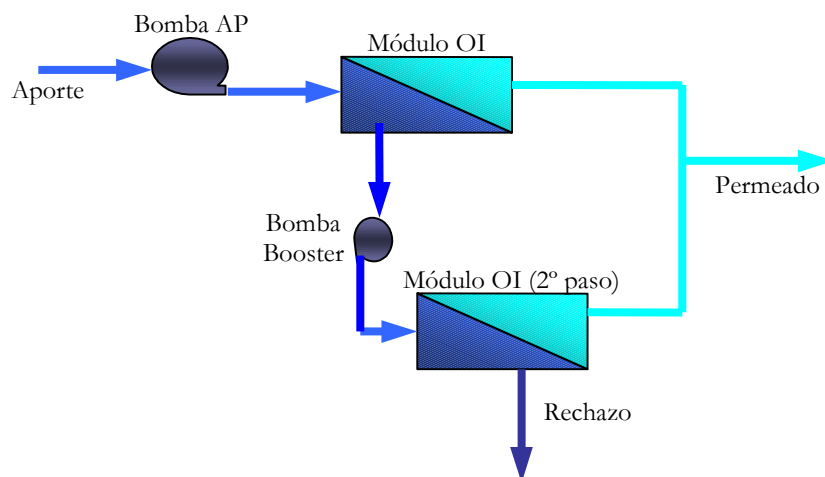 Bomba AP
Módulo OI
Aporte
Permeado
Bomba
Booster
Módulo OI (2º paso)
Rechazo